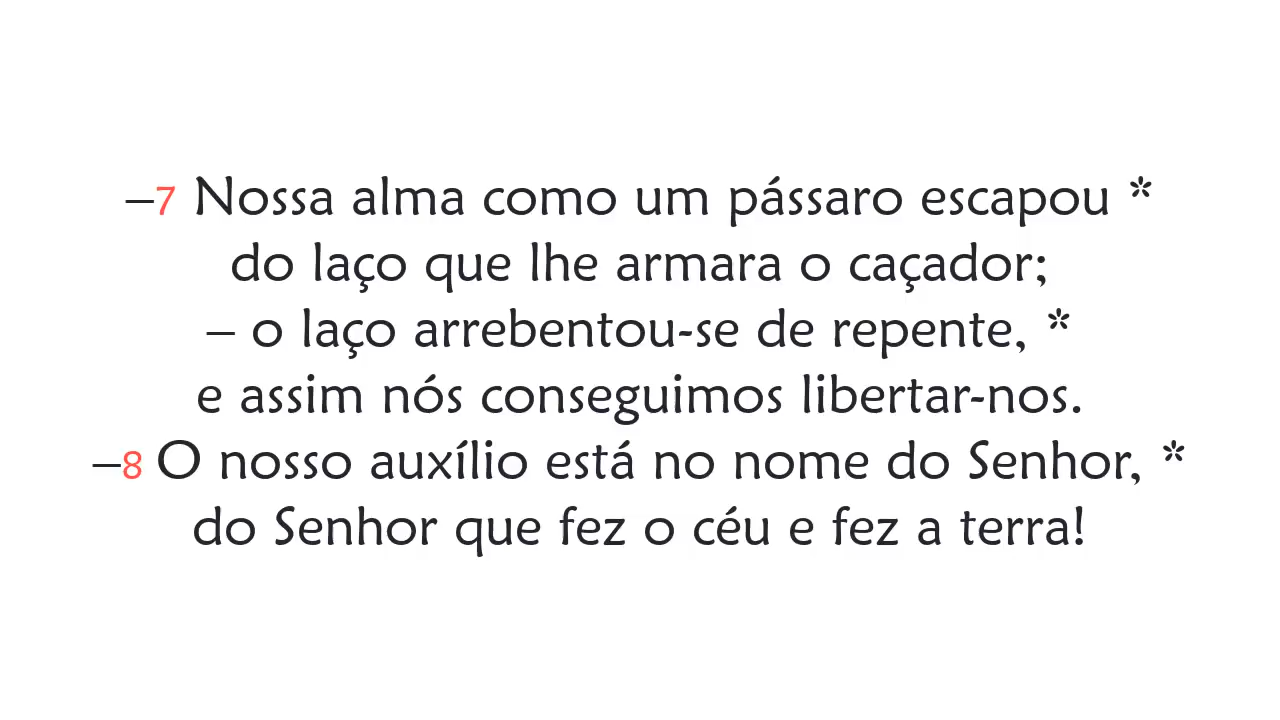 –7 Nossa alma como um pássaro escapou *
do laço que lhe armara o caçador;
– o laço arrebentou-se de repente, *
e assim nós conseguimos libertar-nos.
–8 O nosso auxílio está no nome do Senhor, *
do Senhor que fez o céu e fez a terra!